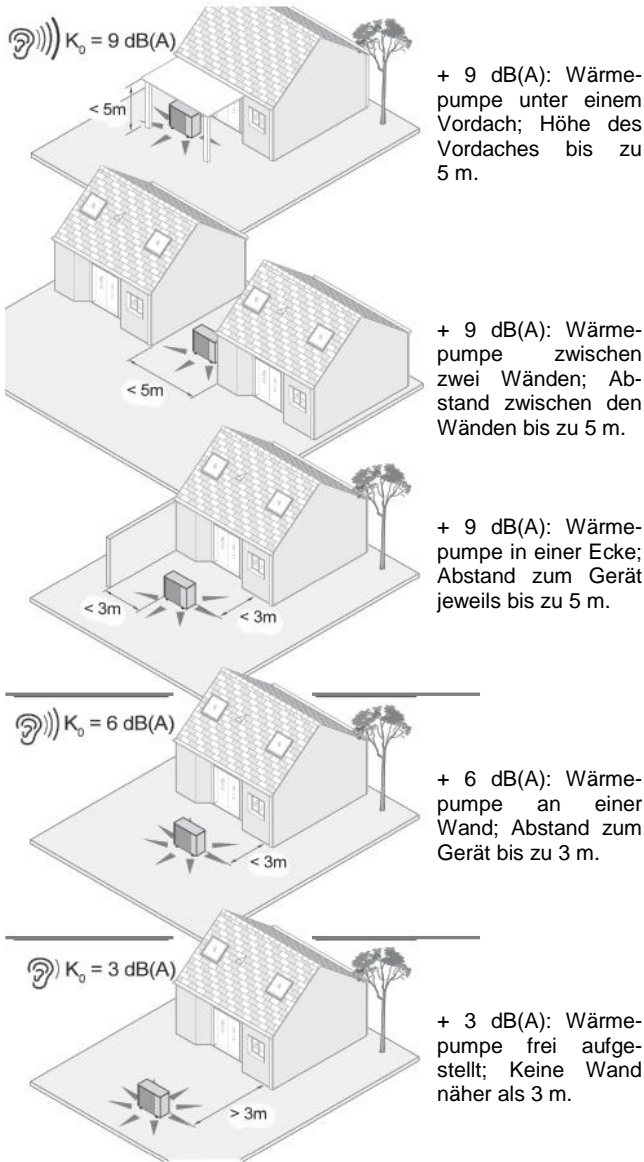 K₀ = 9 dB(A)
< 5m
+ 9 dB(A): Wärme-
pumpe unter einem
Vordach; Höhe des
Vordaches bis zu
5 m.
< 5m
+ 9 dB(A): Wärme-
pumpe zwischen
zwei Wänden; Ab-
stand zwischen den
Wänden bis zu 5 m.
< 3m
< 3m
+ 9 dB(A): Wärme-
pumpe in einer Ecke;
Abstand zum Gerät
jeweils bis zu 5 m.
K₀ = 6 dB(A)
< 3m
+ 6 dB(A): Wärme-
pumpe an einer
Wand; Abstand zum
Gerät bis zu 3 m.
K₀ = 3 dB(A)
> 3m
+ 3 dB(A): Wärme-
pumpe frei aufge-
stellt; Keine Wand
näher als 3 m.